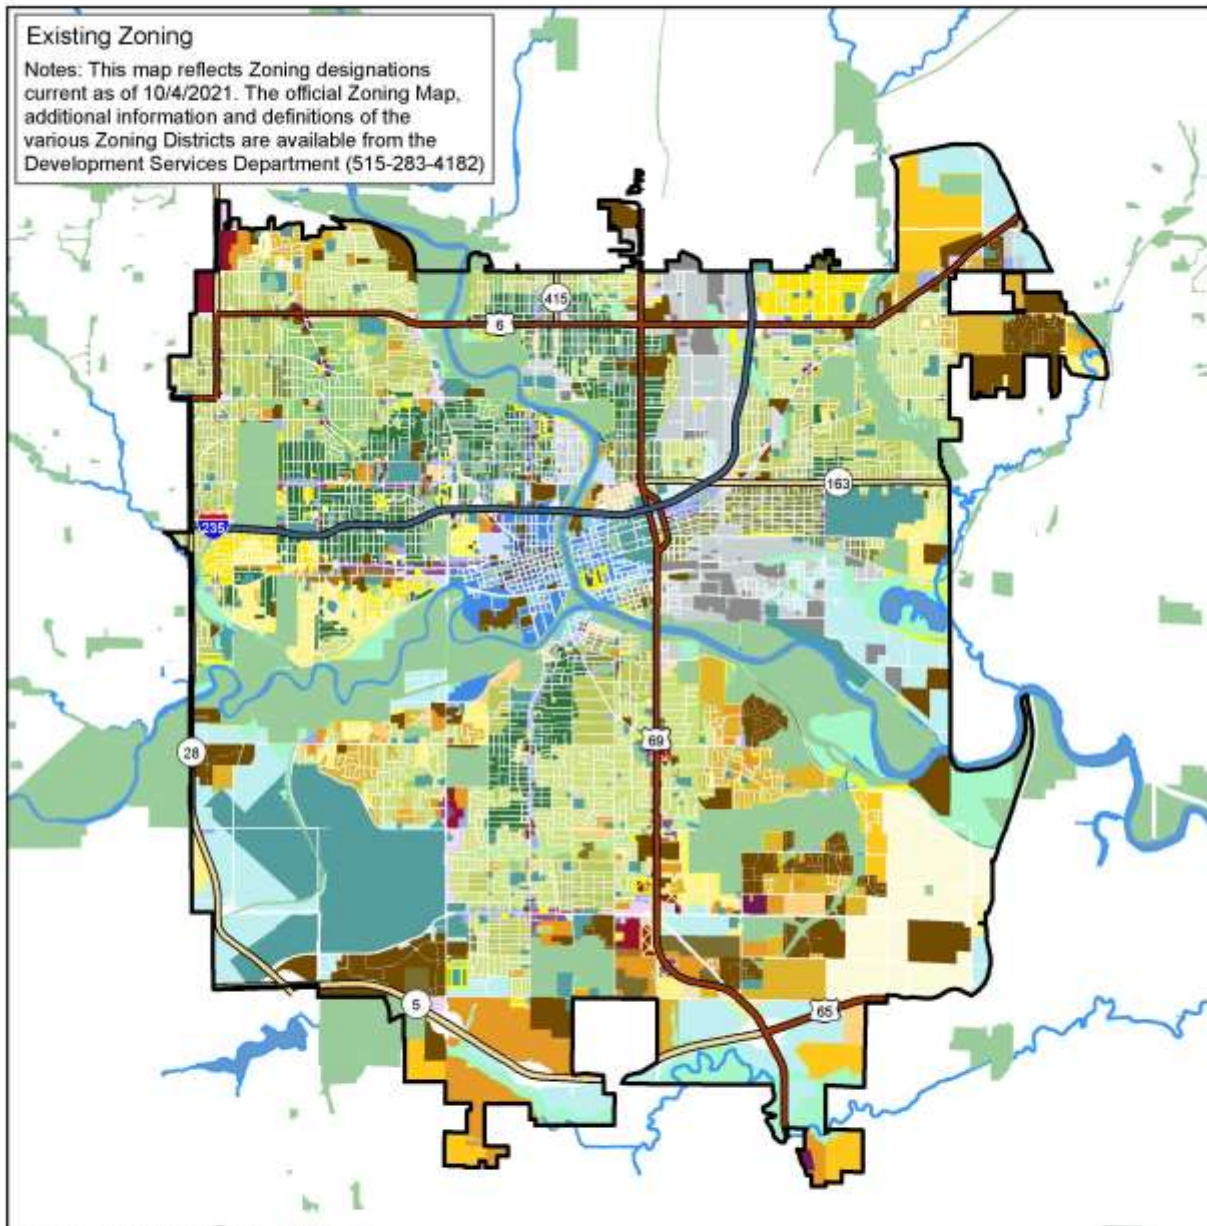 Existing Zoning
Notes: This map reflects Zoning designations
current as of 10/4/2021. The official Zoning Map,
additional information and definitions of the
various Zoning Districts are available from the
Development Services Department (515-283-4182)
415
6
163
235
69
28
5
65